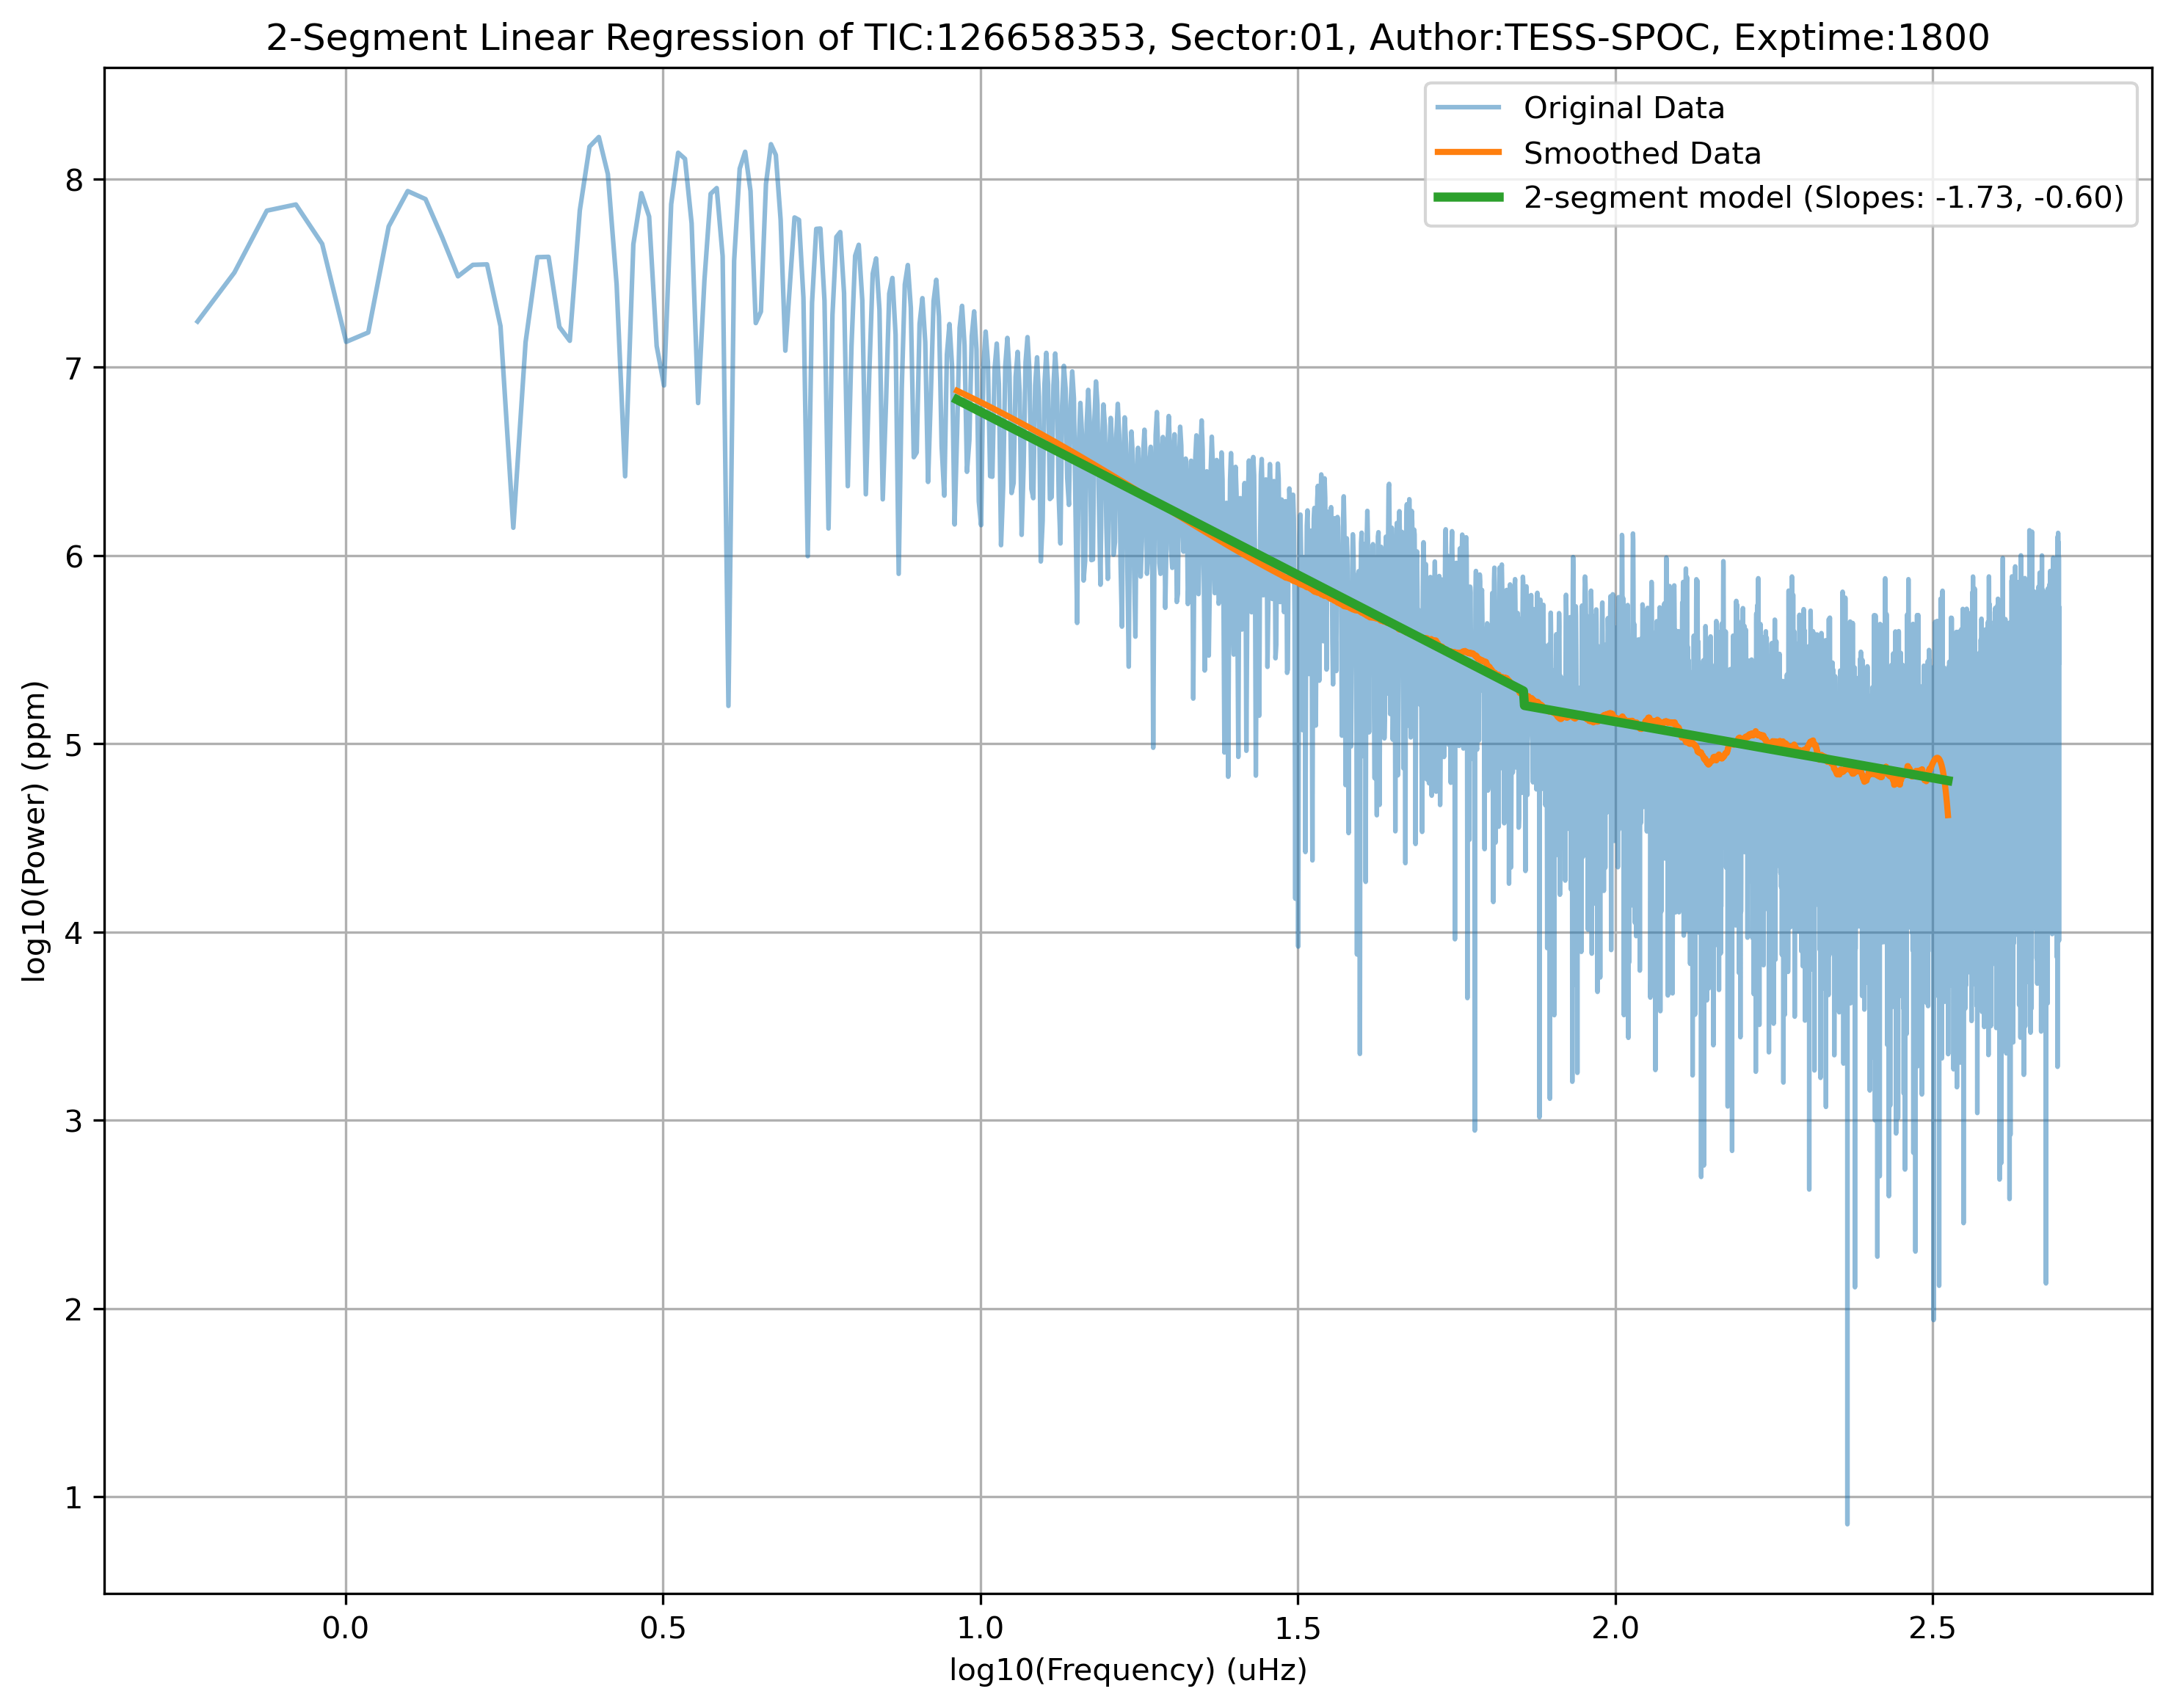 2-Segment Linear Regression of TIC:126658353, Sector:01, Author:TESS-SPOC, Exptime:1800
Original Data
Smoothed Data
2-segment model (Slopes: -1.73, -0.60)
log10(Power) (ppm)
8
7
6
5
4
3
2
1
0.0 0.5 1.0 1.5 2.0 2.5
log10(Frequency) (uHz)